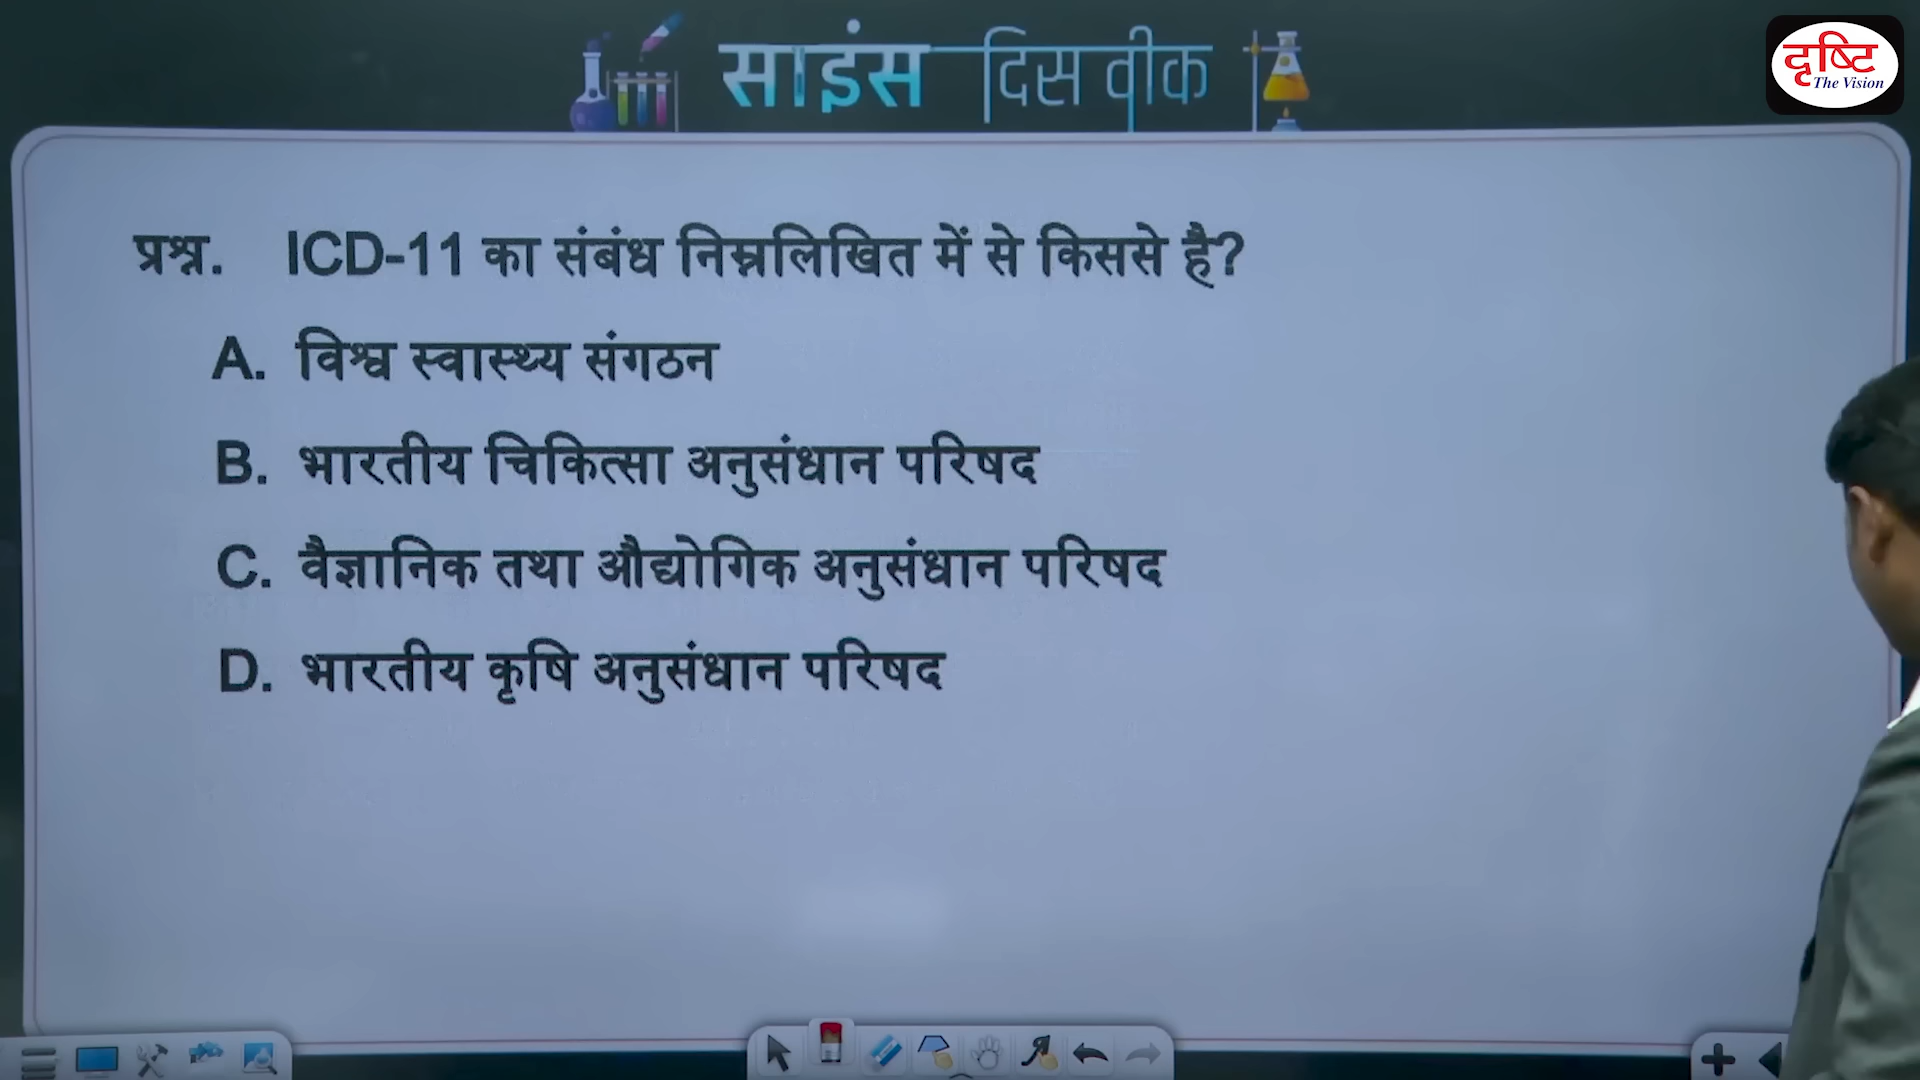 साइंस दिस वीक
दृष्टि
The Vision
प्रश्न. ICD-11 का संबंध निम्नलिखित में से किससे है?
A. विश्व स्वास्थ्य संगठन
B. भारतीय चिकित्सा अनुसंधान परिषद
C. वैज्ञानिक तथा औद्योगिक अनुसंधान परिषद
D. भारतीय कृषि अनुसंधान परिषद